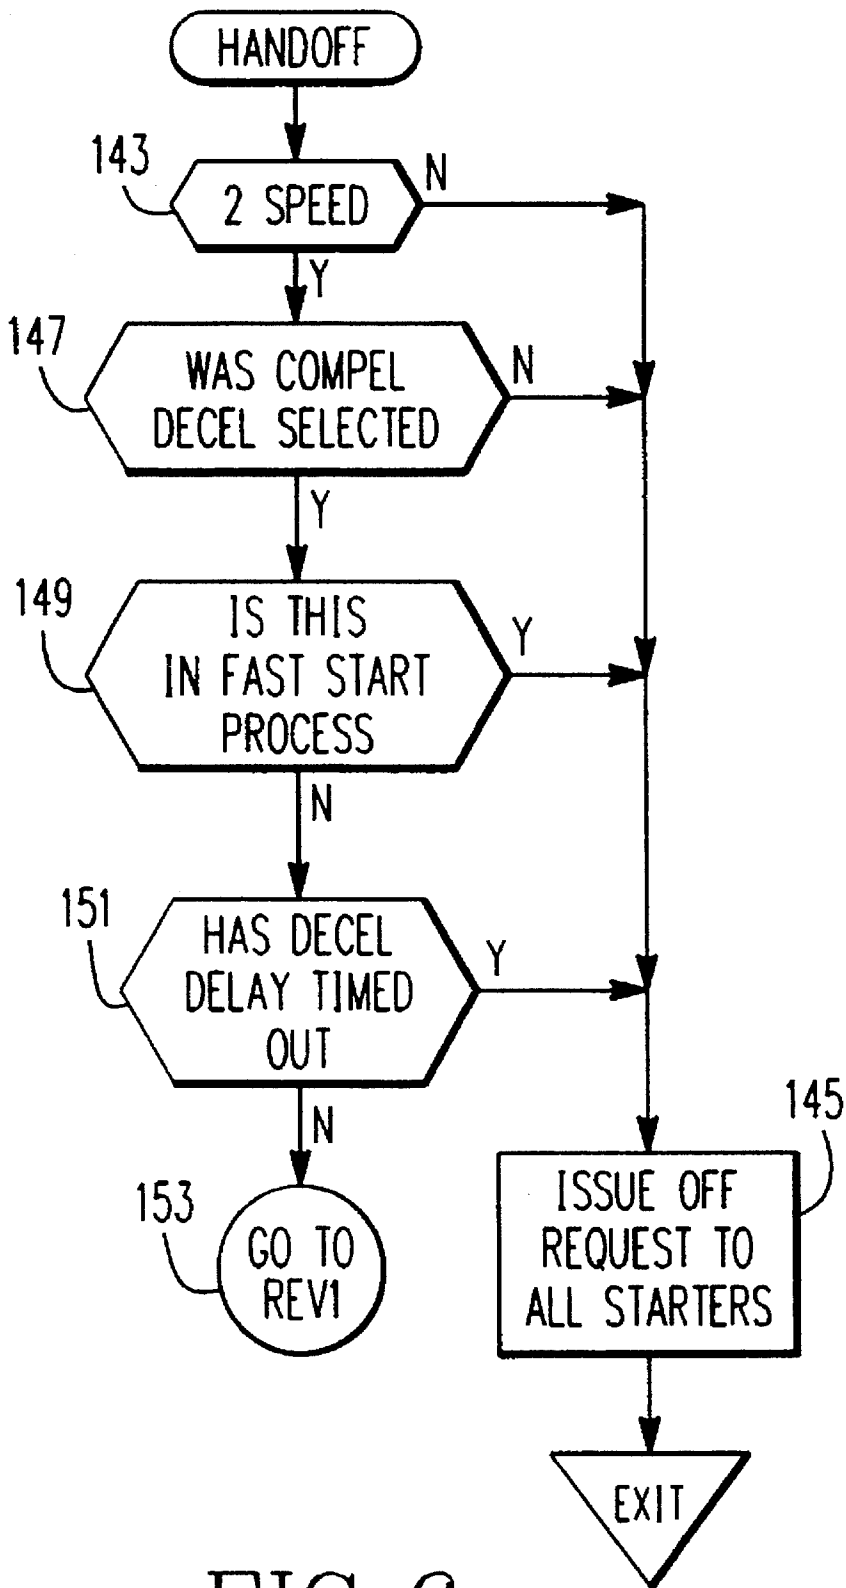 HANDOFF
143
2 SPEED
N
Y
147
WAS COMPEL
DECEL SELECTED
N
Y
149
IS THIS
IN FAST START
PROCESS
Y
N
151
HAS DECEL
DELAY TIMED
OUT
Y
N
153
GO TO
REV1
145
ISSUE OFF
REQUEST TO
ALL STARTERS
EXIT